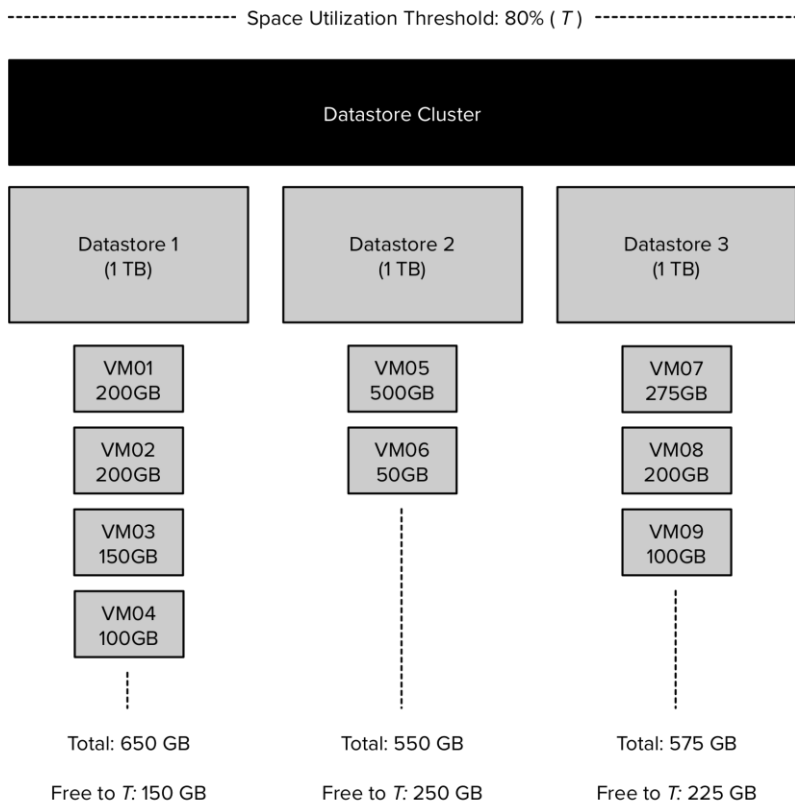 Space Utilization Threshold: 80% ( T )
Datastore Cluster
Datastore 1
(1 TB)
Datastore 2
(1 TB)
Datastore 3
(1 TB)
VM01
200GB
VM02
200GB
VM03
150GB
VM04
100GB
VM05
500GB
VM06
50GB
VM07
275GB
VM08
200GB
VM09
100GB
Total: 650 GB
Total: 550 GB
Total: 575 GB
Free to T: 150 GB
Free to T: 250 GB
Free to T: 225 GB